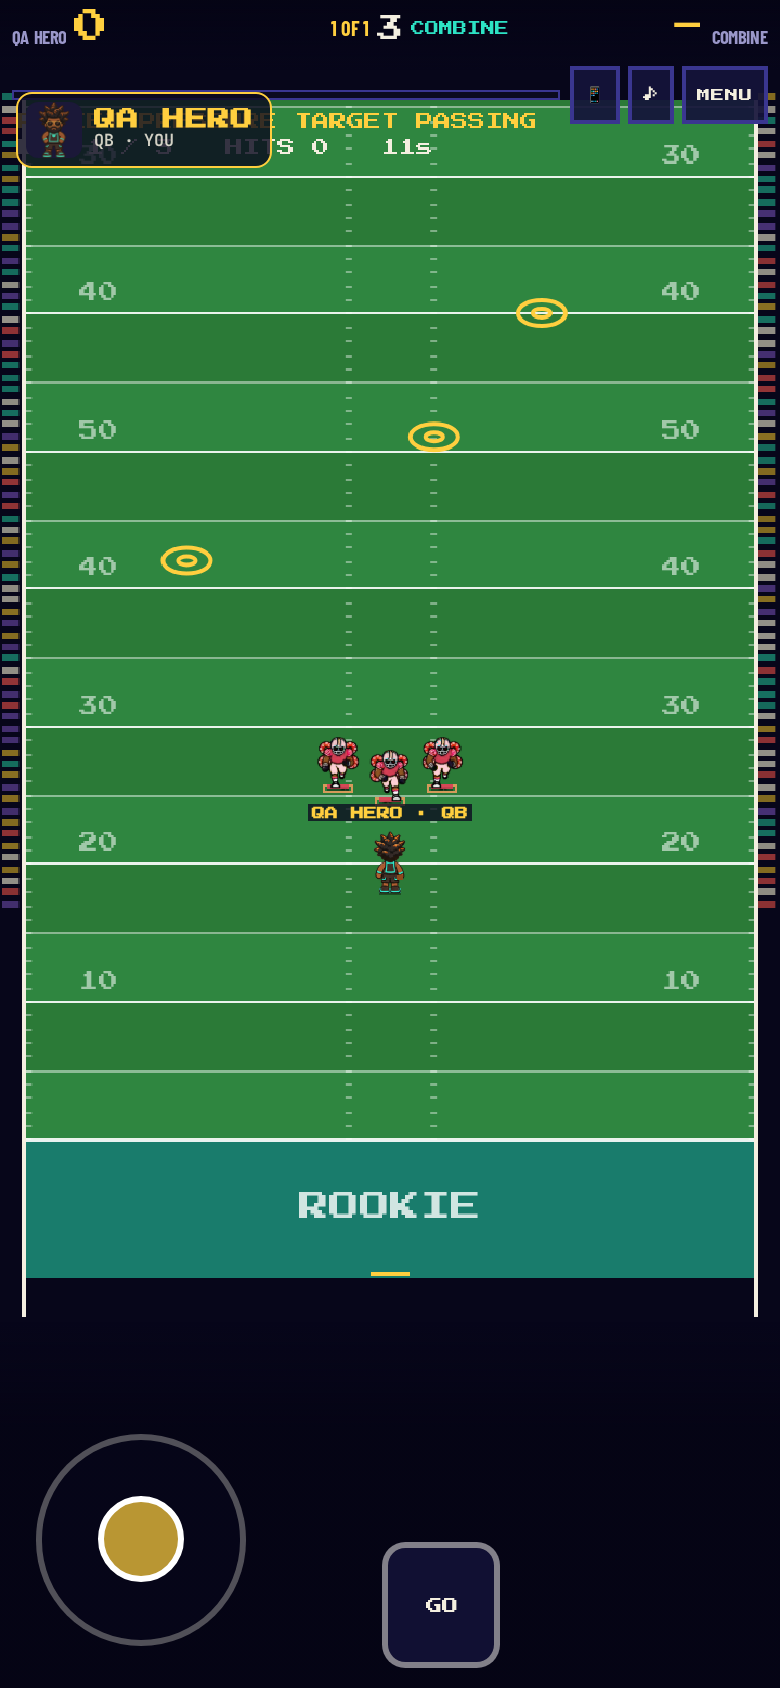 QA HERO 0
1 OF 1 3 COMBINE
— COMBINE
MENU
QA HERO
QB · YOU
TARGET PASSING
HITS 0 11s
30 30
40 40
50 50
40 40
30 30
QA HERO · QB
20 20
10 10
ROOKIE
GO